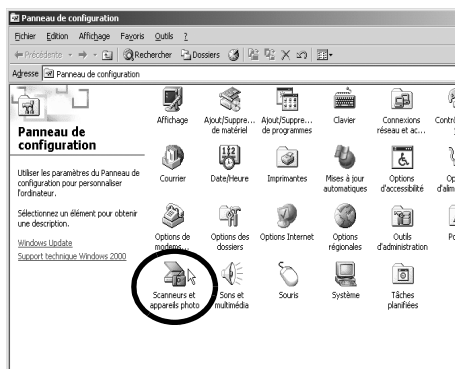 Panneau de configuration
Fichier Edition Affichage Favoris Outils ?
Précédente Rechercher Dossiers
Adresse Panneau de configuration
Panneau de
configuration
Utiliser les paramètres du Panneau de
configuration pour personnaliser
l'ordinateur.
Sélectionnez un élément pour obtenir
une description.
Windows Update
Support technique Windows 2000
Affichage
Ajout/Suppre...
de matériel
Ajout/Suppre...
de programmes
Clavier
Connexions
réseau et ac...
Contrô
Courrier
Date/Heure
Imprimantes
Mises à jour
automatiques
Options
d'accessibilité
Op
d'alim
Options de
modems...
Options des
dossiers
Options Internet
Options
régionales
Outils
d'administration
Po
Scanneurs et
appareils photo
Sons et
multimédia
Souris
Système
Tâches
planifiées